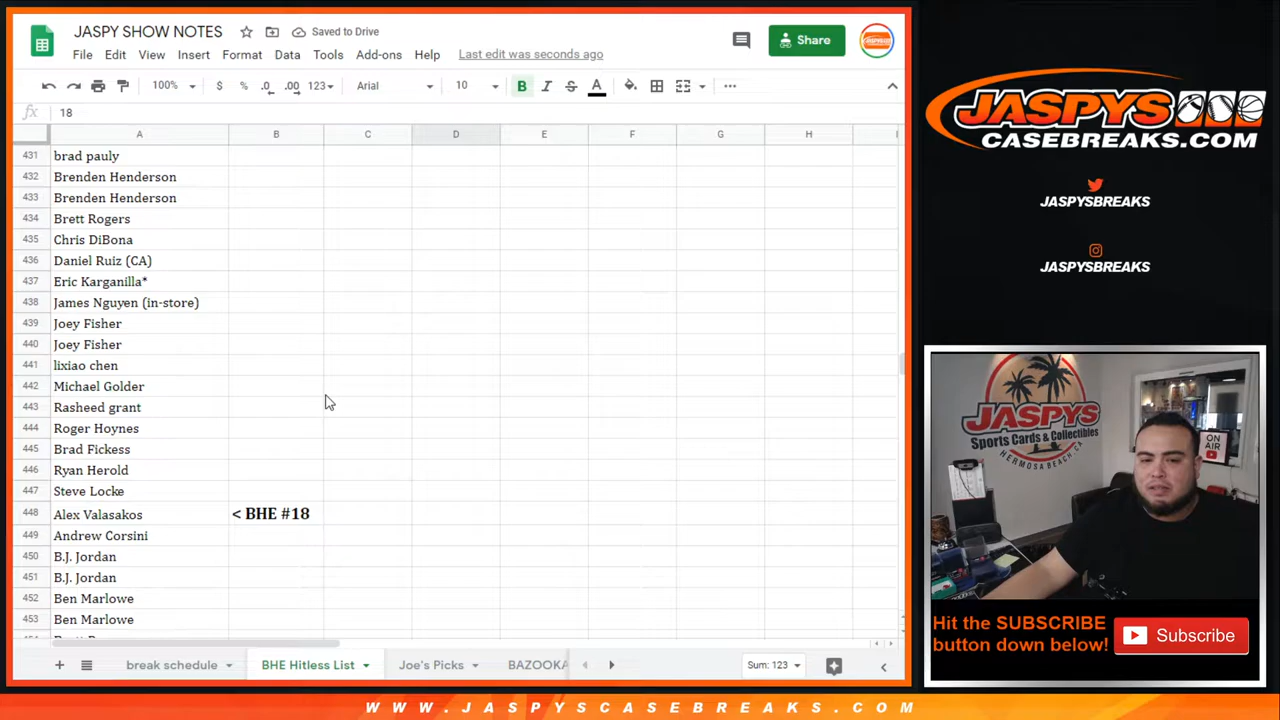 JASPY SHOW NOTES
Saved to Drive
File Edit View Insert Format Data Tools Add-ons Help Last edit was seconds ago
Share
100% $ % .0 .00 123 Arial 10 B I S A
fx 18
A B C D E F G H
431 brad pauly
432 Brenden Henderson
433 Brenden Henderson
434 Brett Rogers
435 Chris DiBona
436 Daniel Ruiz (CA)
437 Eric Karganilla*
438 James Nguyen (in-store)
439 Joey Fisher
440 Joey Fisher
441 lixiao chen
442 Michael Golder
443 Rasheed grant
444 Roger Hoynes
445 Brad Fickess
446 Ryan Herold
447 Steve Locke
448 Alex Valasakos < BHE #18
449 Andrew Corsini
450 B.J. Jordan
451 B.J. Jordan
452 Ben Marlowe
453 Ben Marlowe
break schedule BHE Hitless List Joe's Picks BAZOOKA Sum: 123
JASPYS
CASEBREAKS.COM
JASPYSBREAKS
JASPYSBREAKS
JASPYS
Sports Cards & Collectibles
HERMOSA BEACH, CA
ON
AIR
Hit the SUBSCRIBE
button down below!
Subscribe
WWW.JASPYSCASEBREAKS.COM